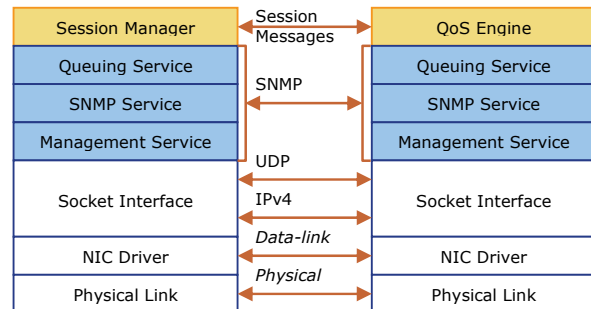 Session Manager
Session
Messages
QoS Engine
Queuing Service
Queuing Service
SNMP
SNMP Service
SNMP Service
Management Service
Management Service
UDP
Socket Interface
IPv4
Socket Interface
Data-link
NIC Driver
NIC Driver
Physical
Physical Link
Physical Link